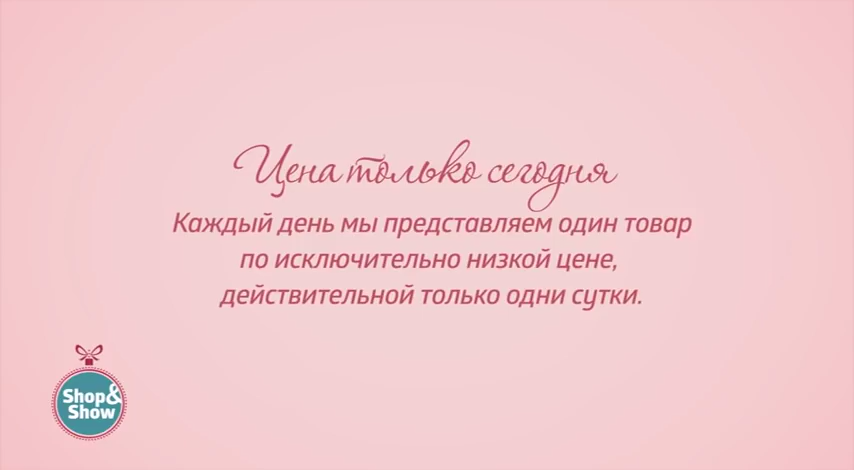 Цена только сегодня
Каждый день мы представляем один товар
по исключительно низкой цене,
действительной только одни сутки.
Shop&
Show